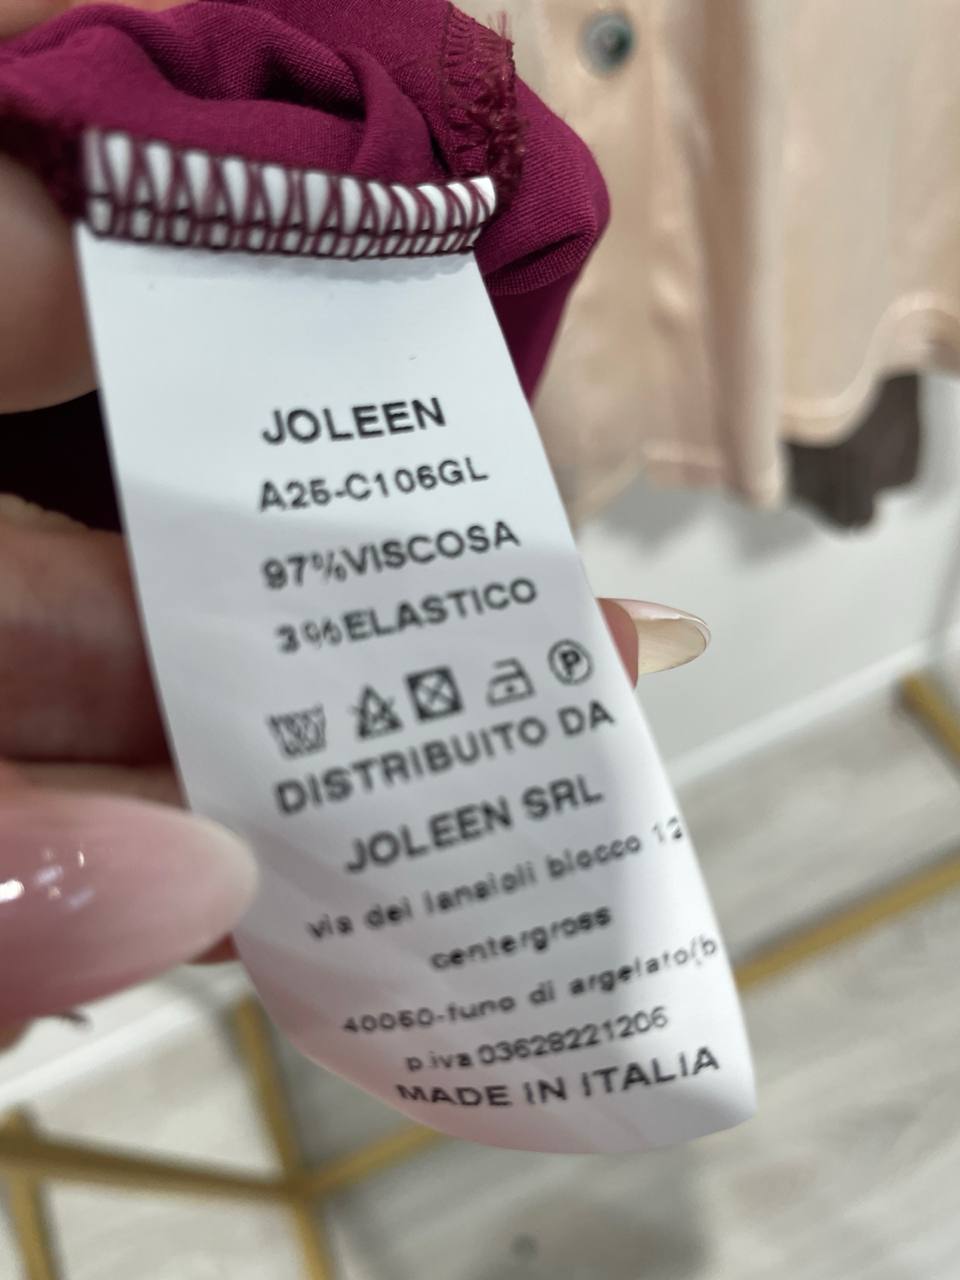 JOLEEN
A25-C106GL
97%VISCOSA
3%ELASTICO
P
DISTRIBUITO DA
JOLEEN SRL
via dei lanaioli blocco 12
centergross
40050-funo di argelato(b
p.iva 03628221206
MADE IN ITALIA